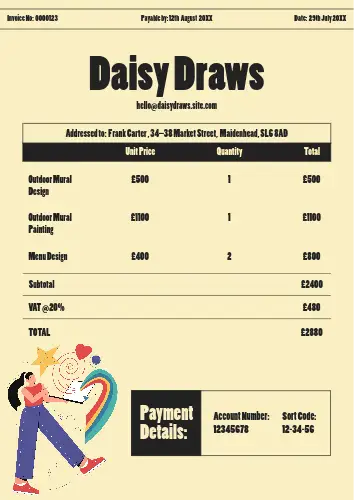 Invoice No: 0000123 Payable by: 12th August 20XX Date: 29th July 20XX
Daisy Draws
hello@daisydraws.site.com
Addressed to: Frank Carter, 34–38 Market Street, Maidenhead, SL6 8AD
Unit Price Quantity Total
Outdoor Mural Design £500 1 £500
Outdoor Mural Painting £1100 1 £1100
Menu Design £400 2 £800
Subtotal £2400
VAT @20% £480
TOTAL £2880
Payment Details:
Account Number: Sort Code:
12345678 12-34-56